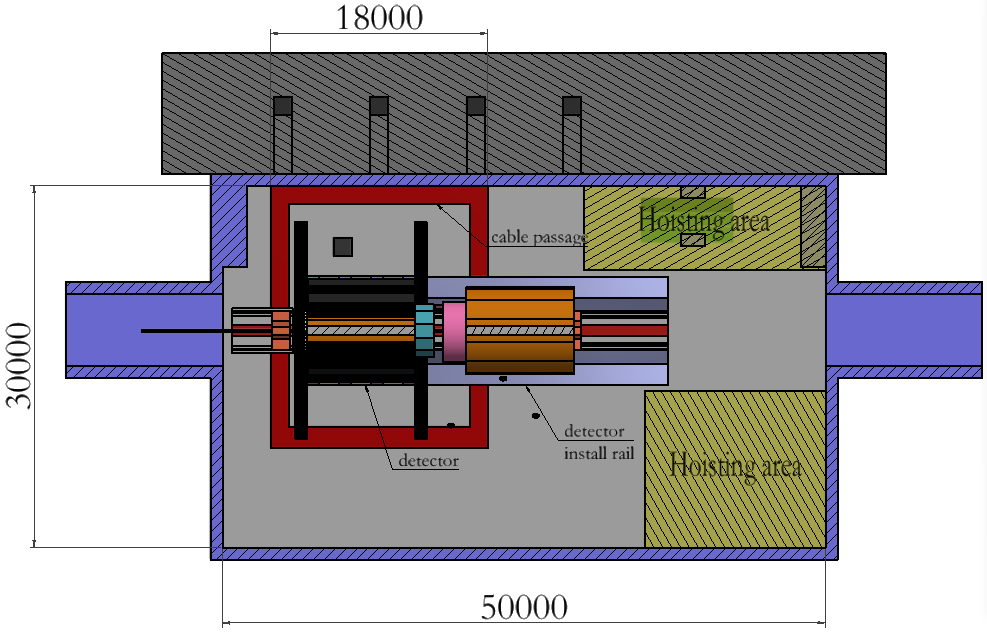 18000
Hoisting area
cable passage
30000
detector
install rail
detector
Hoisting area
50000